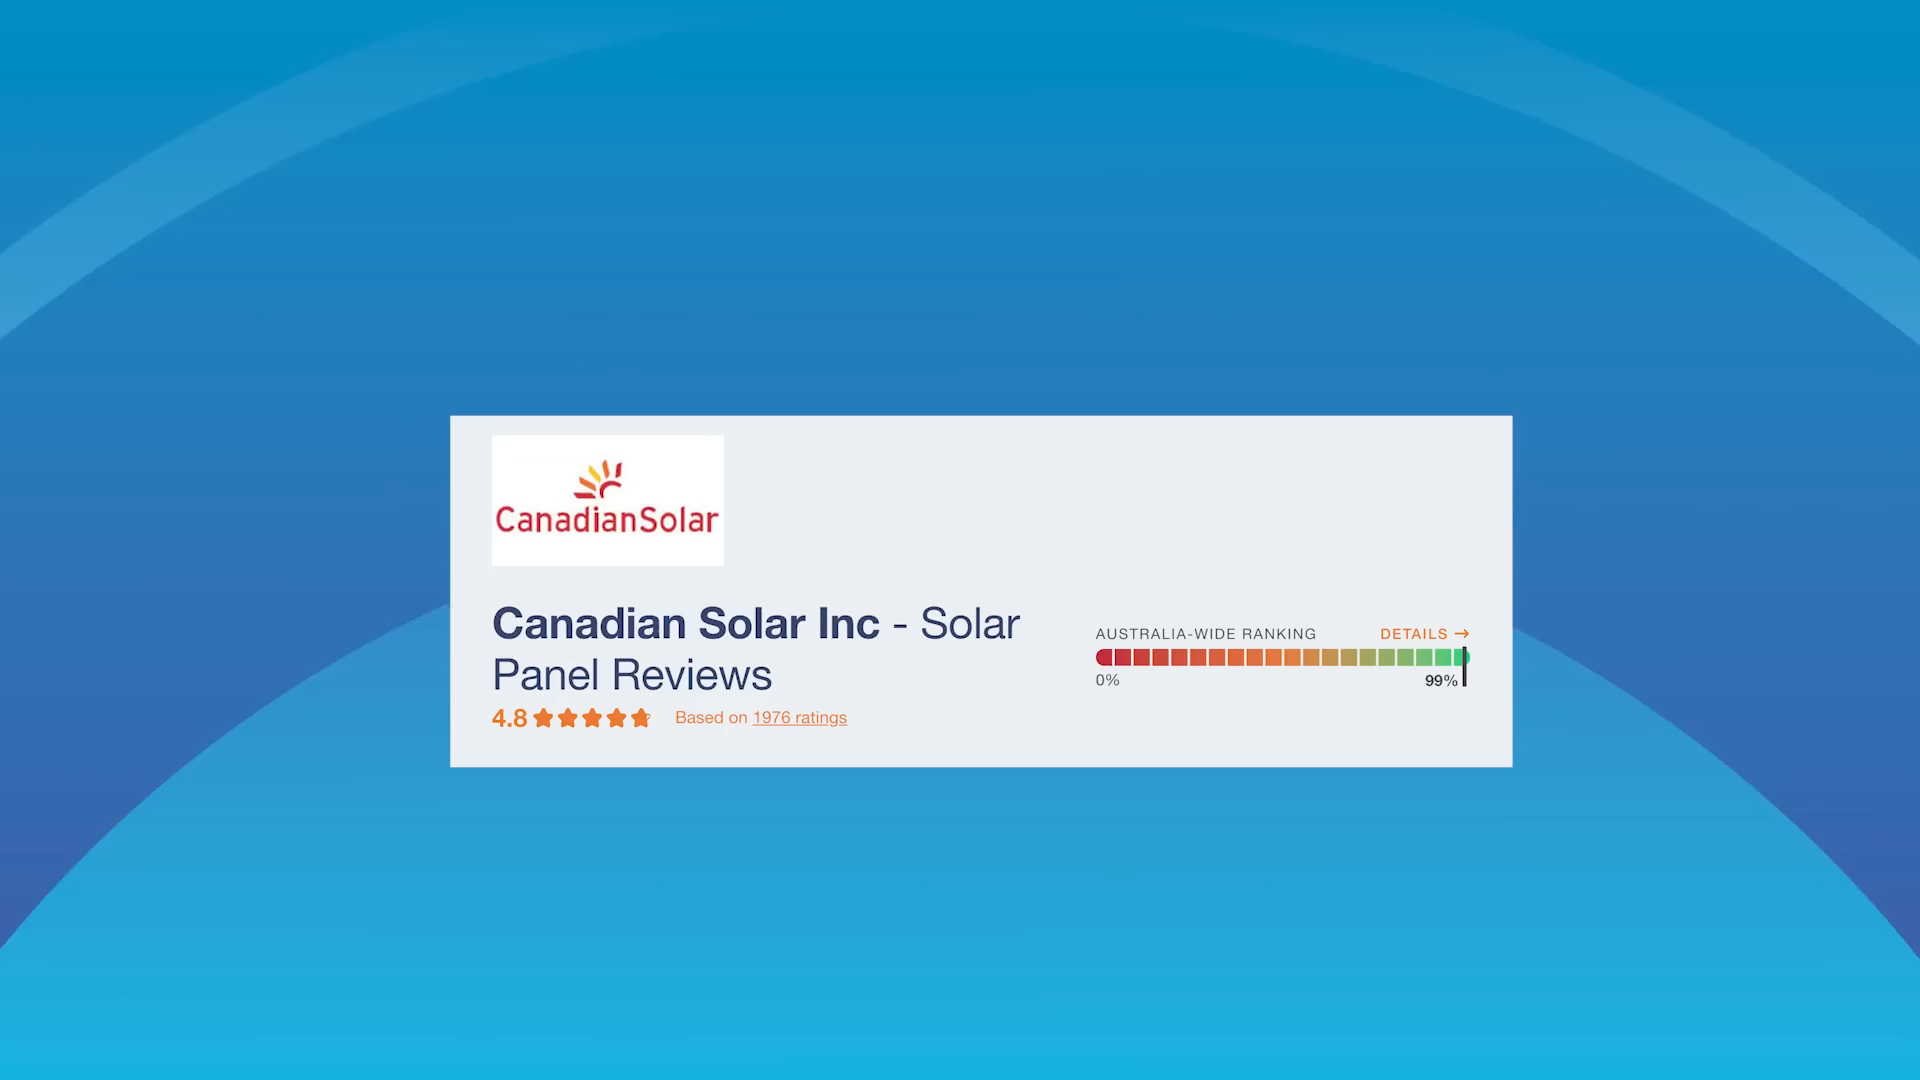 CanadianSolar
Canadian Solar Inc - Solar
Panel Reviews
4.8
Based on 1976 ratings
AUSTRALIA-WIDE RANKING
DETAILS →
0%
99%